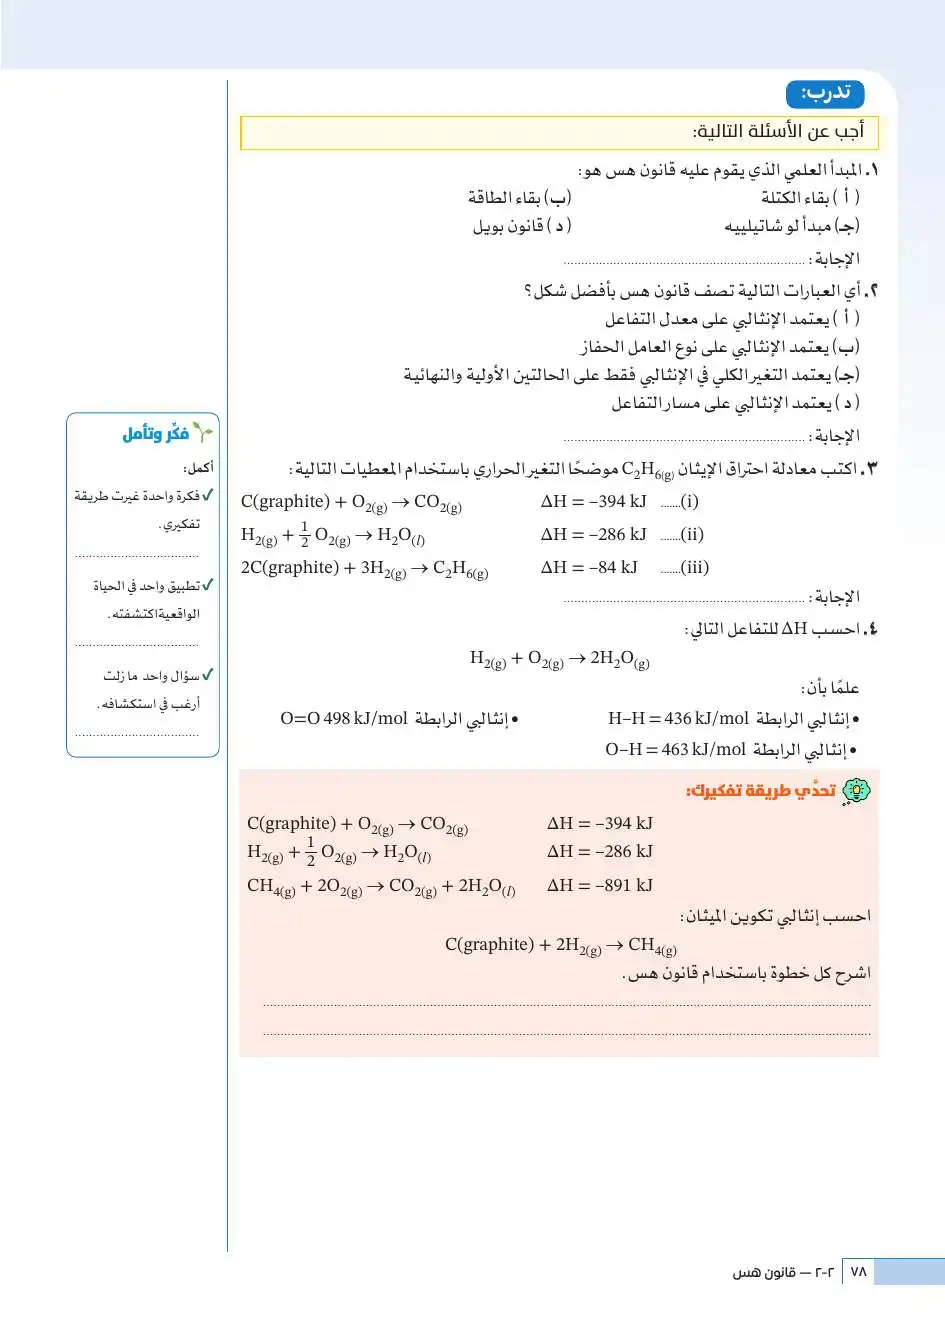 تدرب:
أجب عن الأسئلة التالية:
١. المبدأ العلمي الذي يقوم عليه قانون هس هو:
( أ ) بقاء الكتلة (ب) بقاء الطاقة
(جـ) مبدأ لو شاتيلييه ( د ) قانون بويل
الإجابة : ......................................................................
٢. أي العبارات التالية تصف قانون هس بأفضل شكل؟
( أ ) يعتمد الإنثالبي على معدل التفاعل
(ب) يعتمد الإنثالبي على نوع العامل الحفاز
(جـ) يعتمد التغير الكلي في الإنثالبي فقط على الحالتين الأولية والنهائية
( د ) يعتمد الإنثالبي على مسار التفاعل
الإجابة : ......................................................................
٣. اكتب معادلة احتراق الإيثان C₂H₆(g) موضحًا التغير الحراري باستخدام المعطيات التالية:
C(graphite) + O₂(g) → CO₂(g) ΔH = –394 kJ .......(i)
H₂(g) + 1/2 O₂(g) → H₂O(l) ΔH = –286 kJ .......(ii)
2C(graphite) + 3H₂(g) → C₂H₆(g) ΔH = –84 kJ .......(iii)
الإجابة : ......................................................................
٤. احسب ΔH للتفاعل التالي:
H₂(g) + O₂(g) → 2H₂O(g)
علمًا بأن:
• إنثالبي الرابطة H–H = 436 kJ/mol • إنثالبي الرابطة O=O 498 kJ/mol
• إنثالبي الرابطة O–H = 463 kJ/mol
تحدَّي طريقة تفكيرك:
C(graphite) + O₂(g) → CO₂(g) ΔH = –394 kJ
H₂(g) + 1/2 O₂(g) → H₂O(l) ΔH = –286 kJ
CH₄(g) + 2O₂(g) → CO₂(g) + 2H₂O(l) ΔH = –891 kJ
احسب إنثالبي تكوين الميثان:
C(graphite) + 2H₂(g) → CH₄(g)
اشرح كل خطوة باستخدام قانون هس.
فكّر وتأمل
أكمل:
✓ فكرة واحدة غيرت طريقة
تفكيري.
....................................
✓ تطبيق واحد في الحياة
الواقعية اكتشفته.
....................................
✓ سؤال واحد ما زلت
أرغب في استكشافه.
....................................
٧٨ ٢-٢ — قانون هس